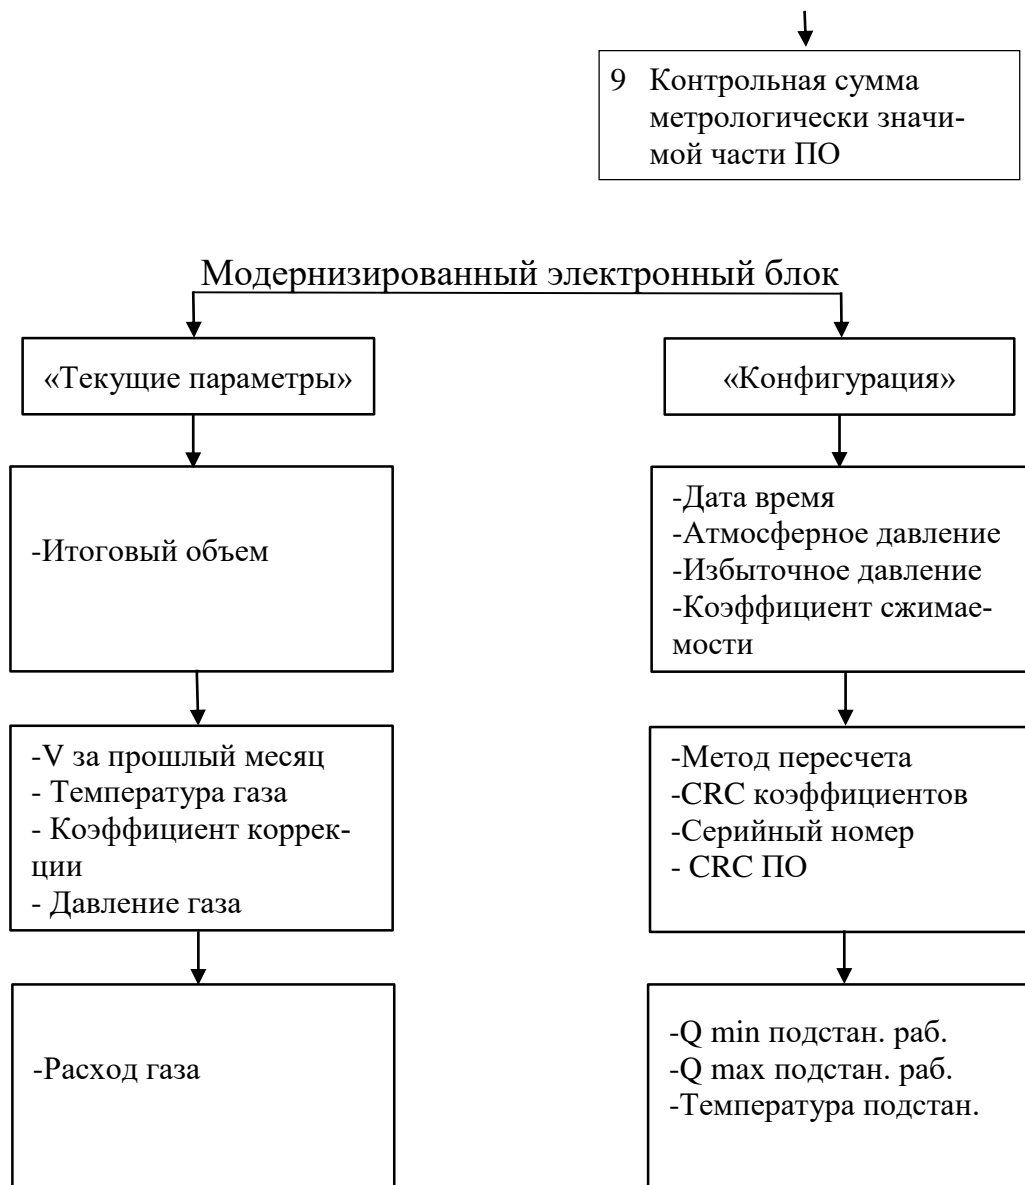 9 Контрольная сумма
метрологически значи-
мой части ПО
Модернизированный электронный блок
«Текущие параметры»
«Конфигурация»
-Итоговый объем
-Дата время
-Атмосферное давление
-Избыточное давление
-Коэффициент сжимае-
мости
-V за прошлый месяц
- Температура газа
- Коэффициент коррек-
ции
- Давление газа
-Метод пересчета
-CRC коэффициентов
-Серийный номер
- CRC ПО
-Расход газа
-Q min подстан. раб.
-Q max подстан. раб.
-Температура подстан.